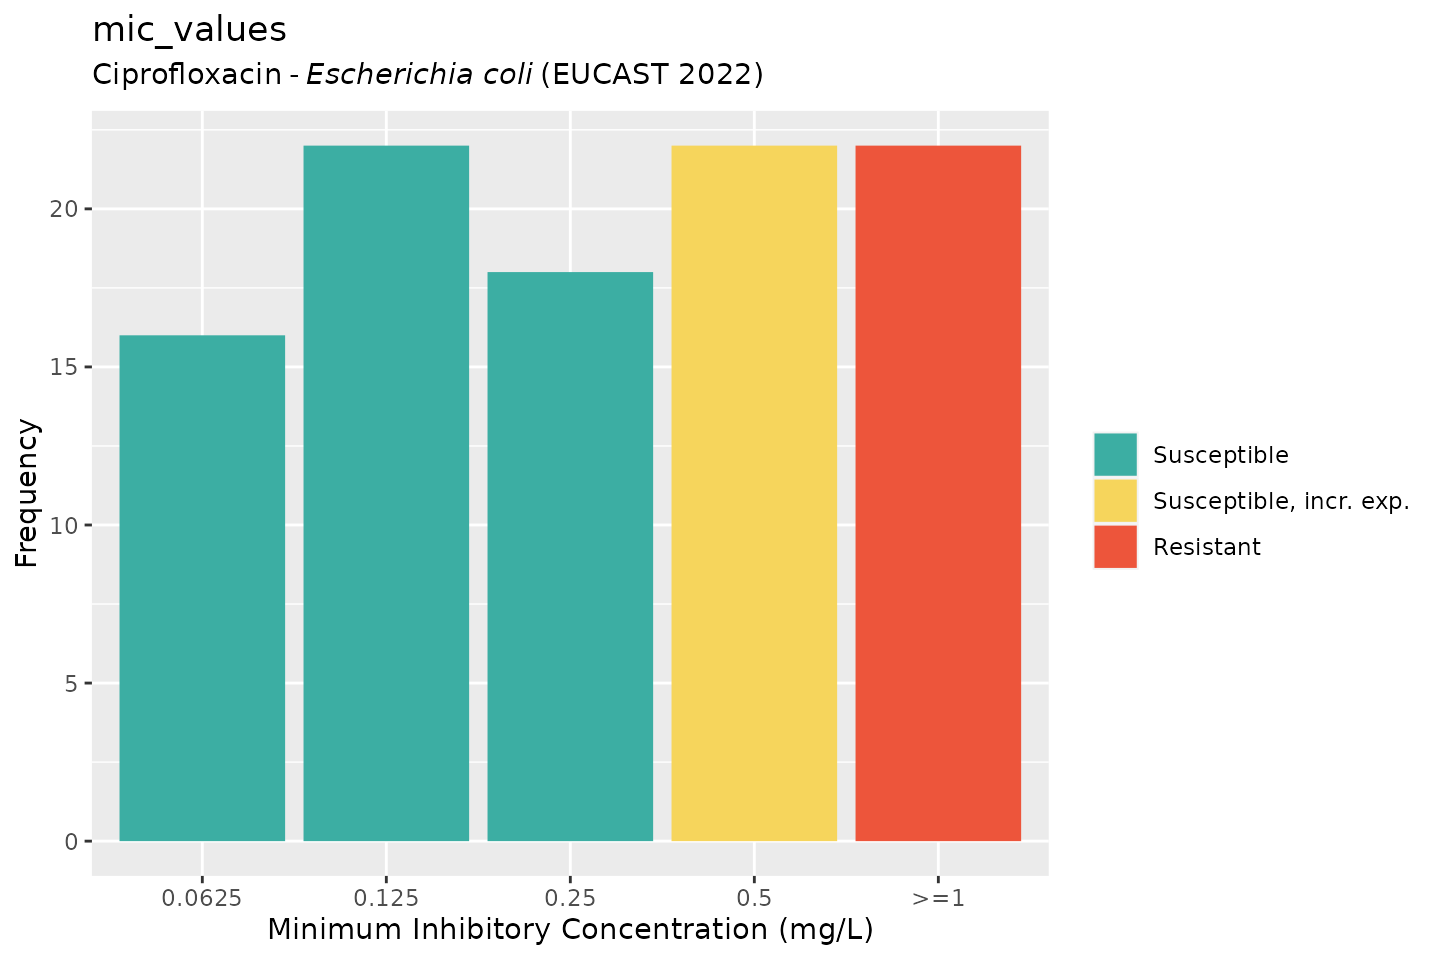 mic_values
Ciprofloxacin - Escherichia coli (EUCAST 2022)
Frequency
20
15
10
5
0
0.0625 0.125 0.25 0.5 >=1
Minimum Inhibitory Concentration (mg/L)
Susceptible
Susceptible, incr. exp.
Resistant